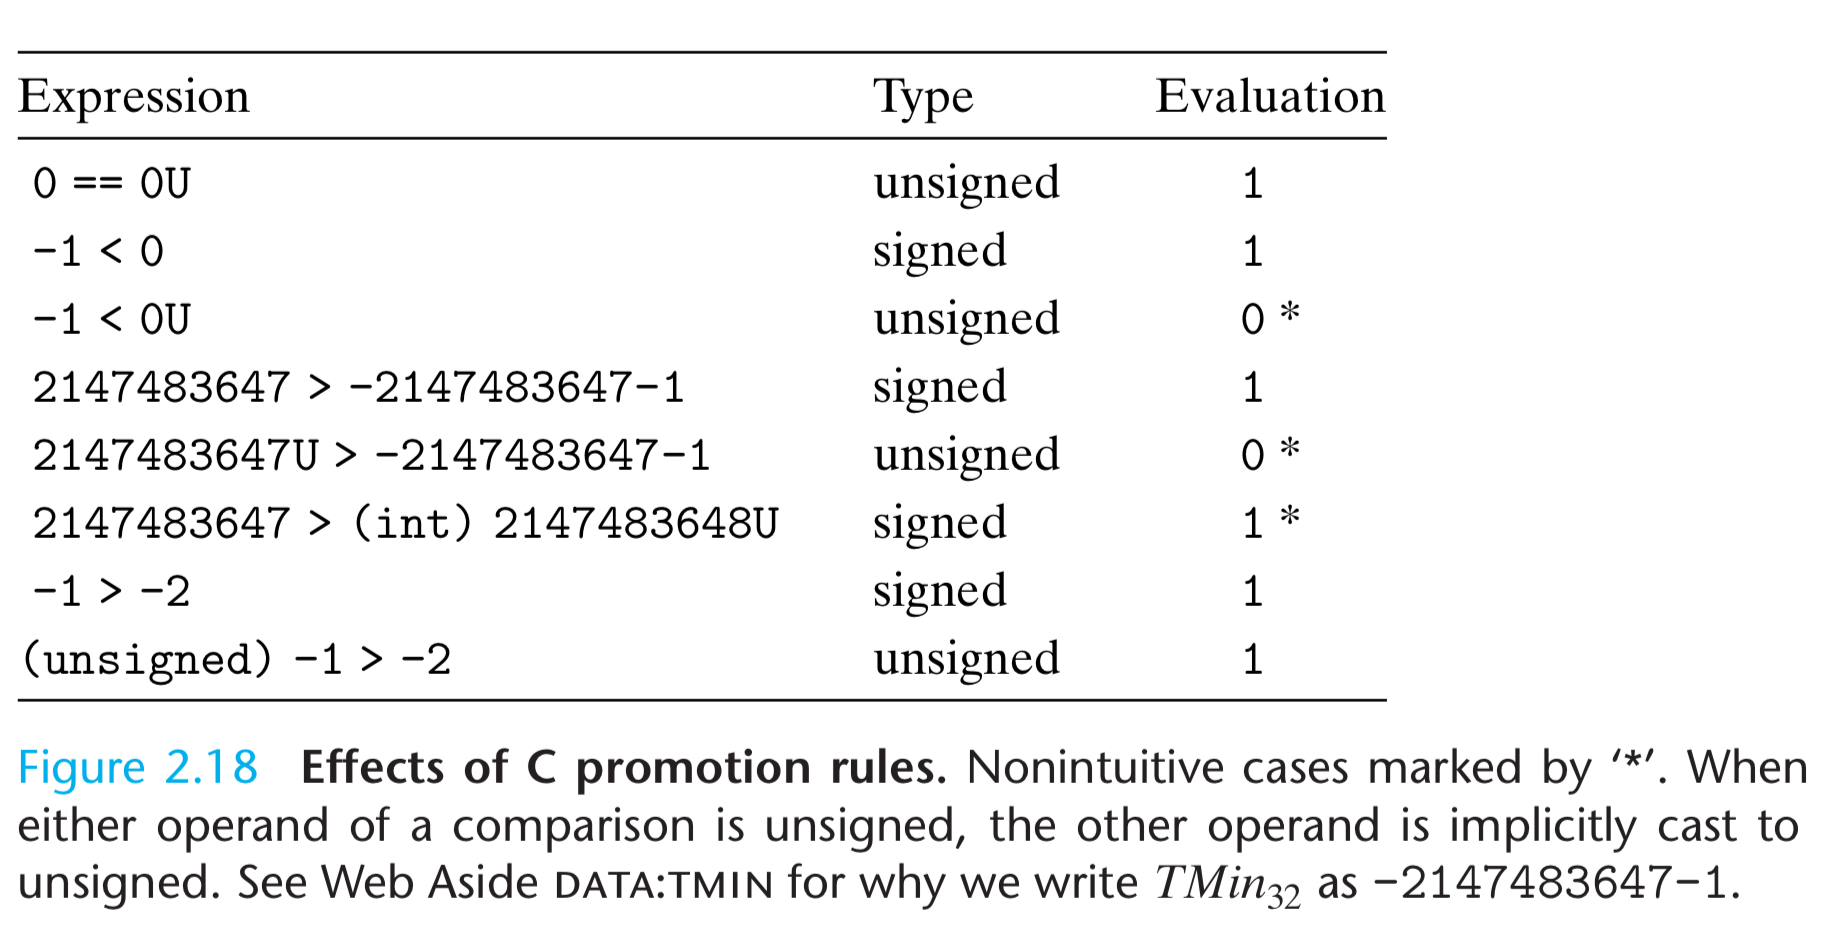 Expression Type Evaluation
0 == 0U unsigned 1
-1 < 0 signed 1
-1 < 0U unsigned 0 *
2147483647 > -2147483647-1 signed 1
2147483647U > -2147483647-1 unsigned 0 *
2147483647 > (int) 2147483648U signed 1 *
-1 > -2 signed 1
(unsigned) -1 > -2 unsigned 1
Figure 2.18 Effects of C promotion rules. Nonintuitive cases marked by ‘*’. When
either operand of a comparison is unsigned, the other operand is implicitly cast to
unsigned. See Web Aside DATA:TMIN for why we write TMin32 as -2147483647-1.